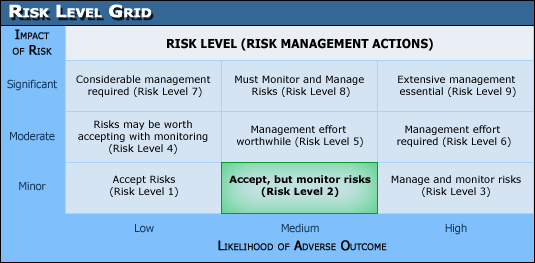 RISK LEVEL GRID
IMPACT
OF RISK
RISK LEVEL (RISK MANAGEMENT ACTIONS)
Significant
Considerable management
required (Risk Level 7)
Must Monitor and Manage
Risks (Risk Level 8)
Extensive management
essential (Risk Level 9)
Moderate
Risks may be worth
accepting with monitoring
(Risk Level 4)
Management effort
worthwhile (Risk Level 5)
Management effort
required (Risk Level 6)
Minor
Accept Risks
(Risk Level 1)
Accept, but monitor risks
(Risk Level 2)
Manage and monitor risks
(Risk Level 3)
Low
Medium
High
LIKELIHOOD OF ADVERSE OUTCOME